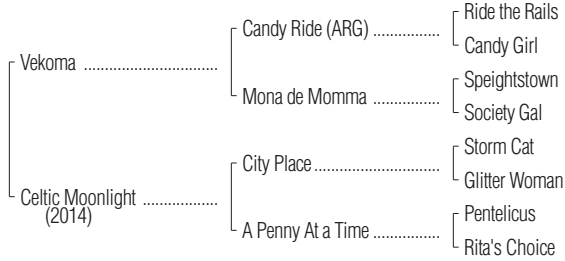 Ride the Rails
Candy Ride (ARG) ................
Candy Girl
Vekoma ................................
Speightstown
Mona de Momma ................
Society Gal
Storm Cat
City Place ..............................
Glitter Woman
Celtic Moonlight ..................
(2014)
Pentelicus
A Penny At a Time ................
Rita's Choice